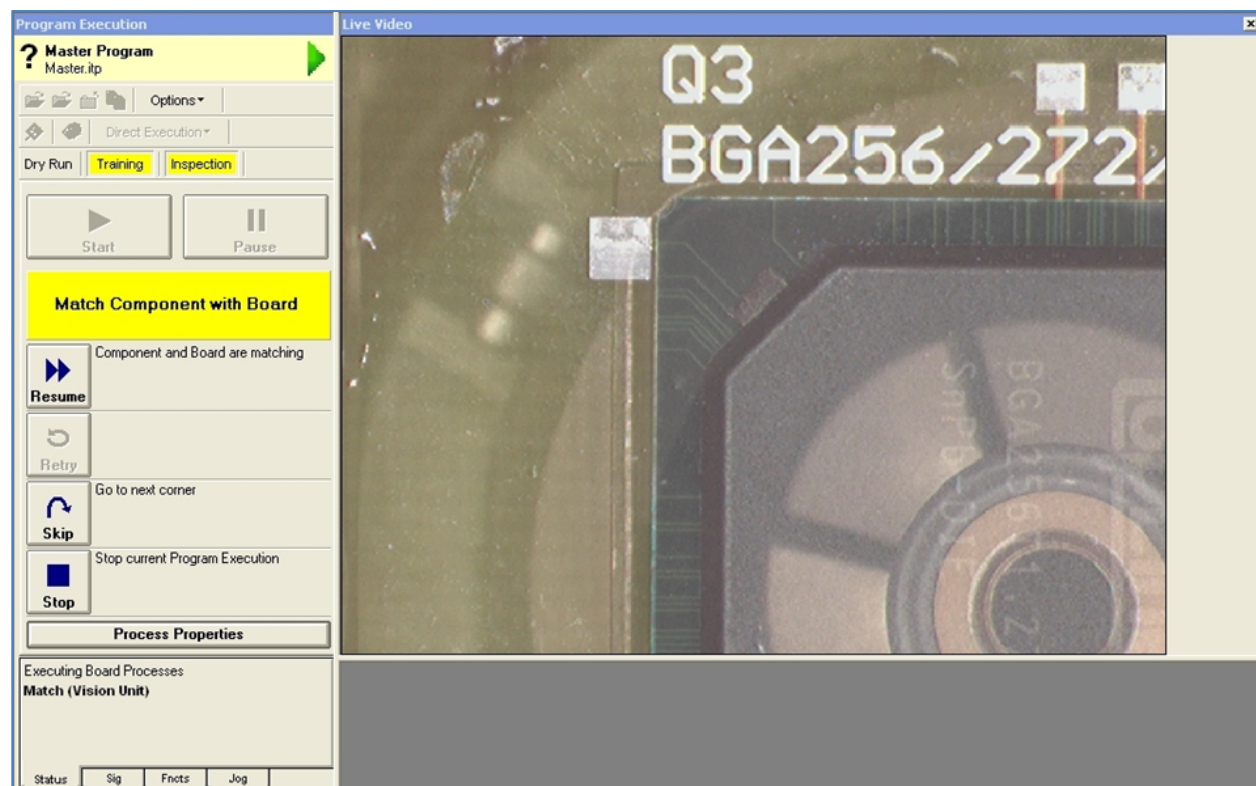 Program Execution
Master Program
Master.itp
Options
Direct Execution
Dry Run Training Inspection
Start Pause
Match Component with Board
Resume Component and Board are matching
Retry
Skip Go to next corner
Stop Stop current Program Execution
Process Properties
Executing Board Processes
Match (Vision Unit)
Status Sig Fncts Jog
Live Video
Q3
BGA256/272/
BGA256
SnPB-D